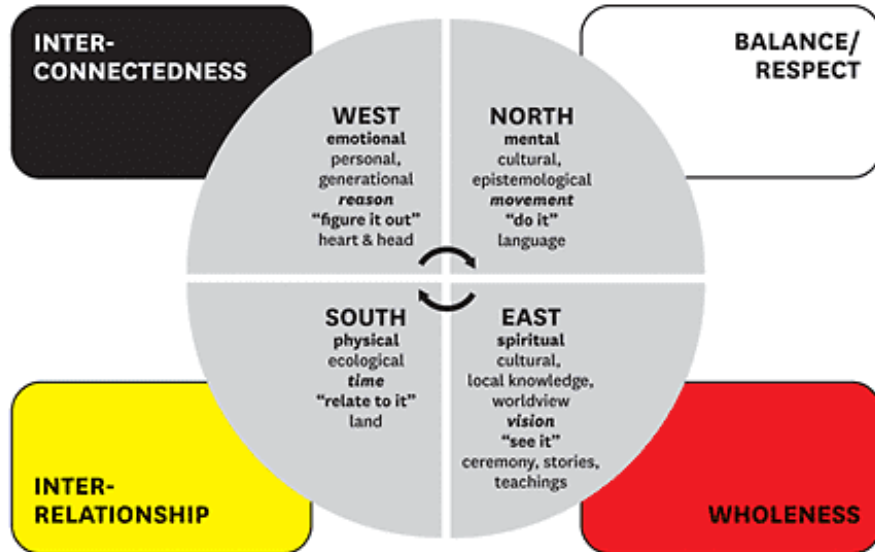 INTER-
CONNECTEDNESS
BALANCE/
RESPECT
WEST
emotional
personal,
generational
reason
“figure it out”
heart & head
NORTH
mental
cultural,
epistemological
movement
“do it”
language
SOUTH
physical
ecological
time
“relate to it”
land
EAST
spiritual
cultural,
local knowledge,
worldview
vision
“see it”
ceremony, stories,
teachings
INTER-
RELATIONSHIP
WHOLENESS